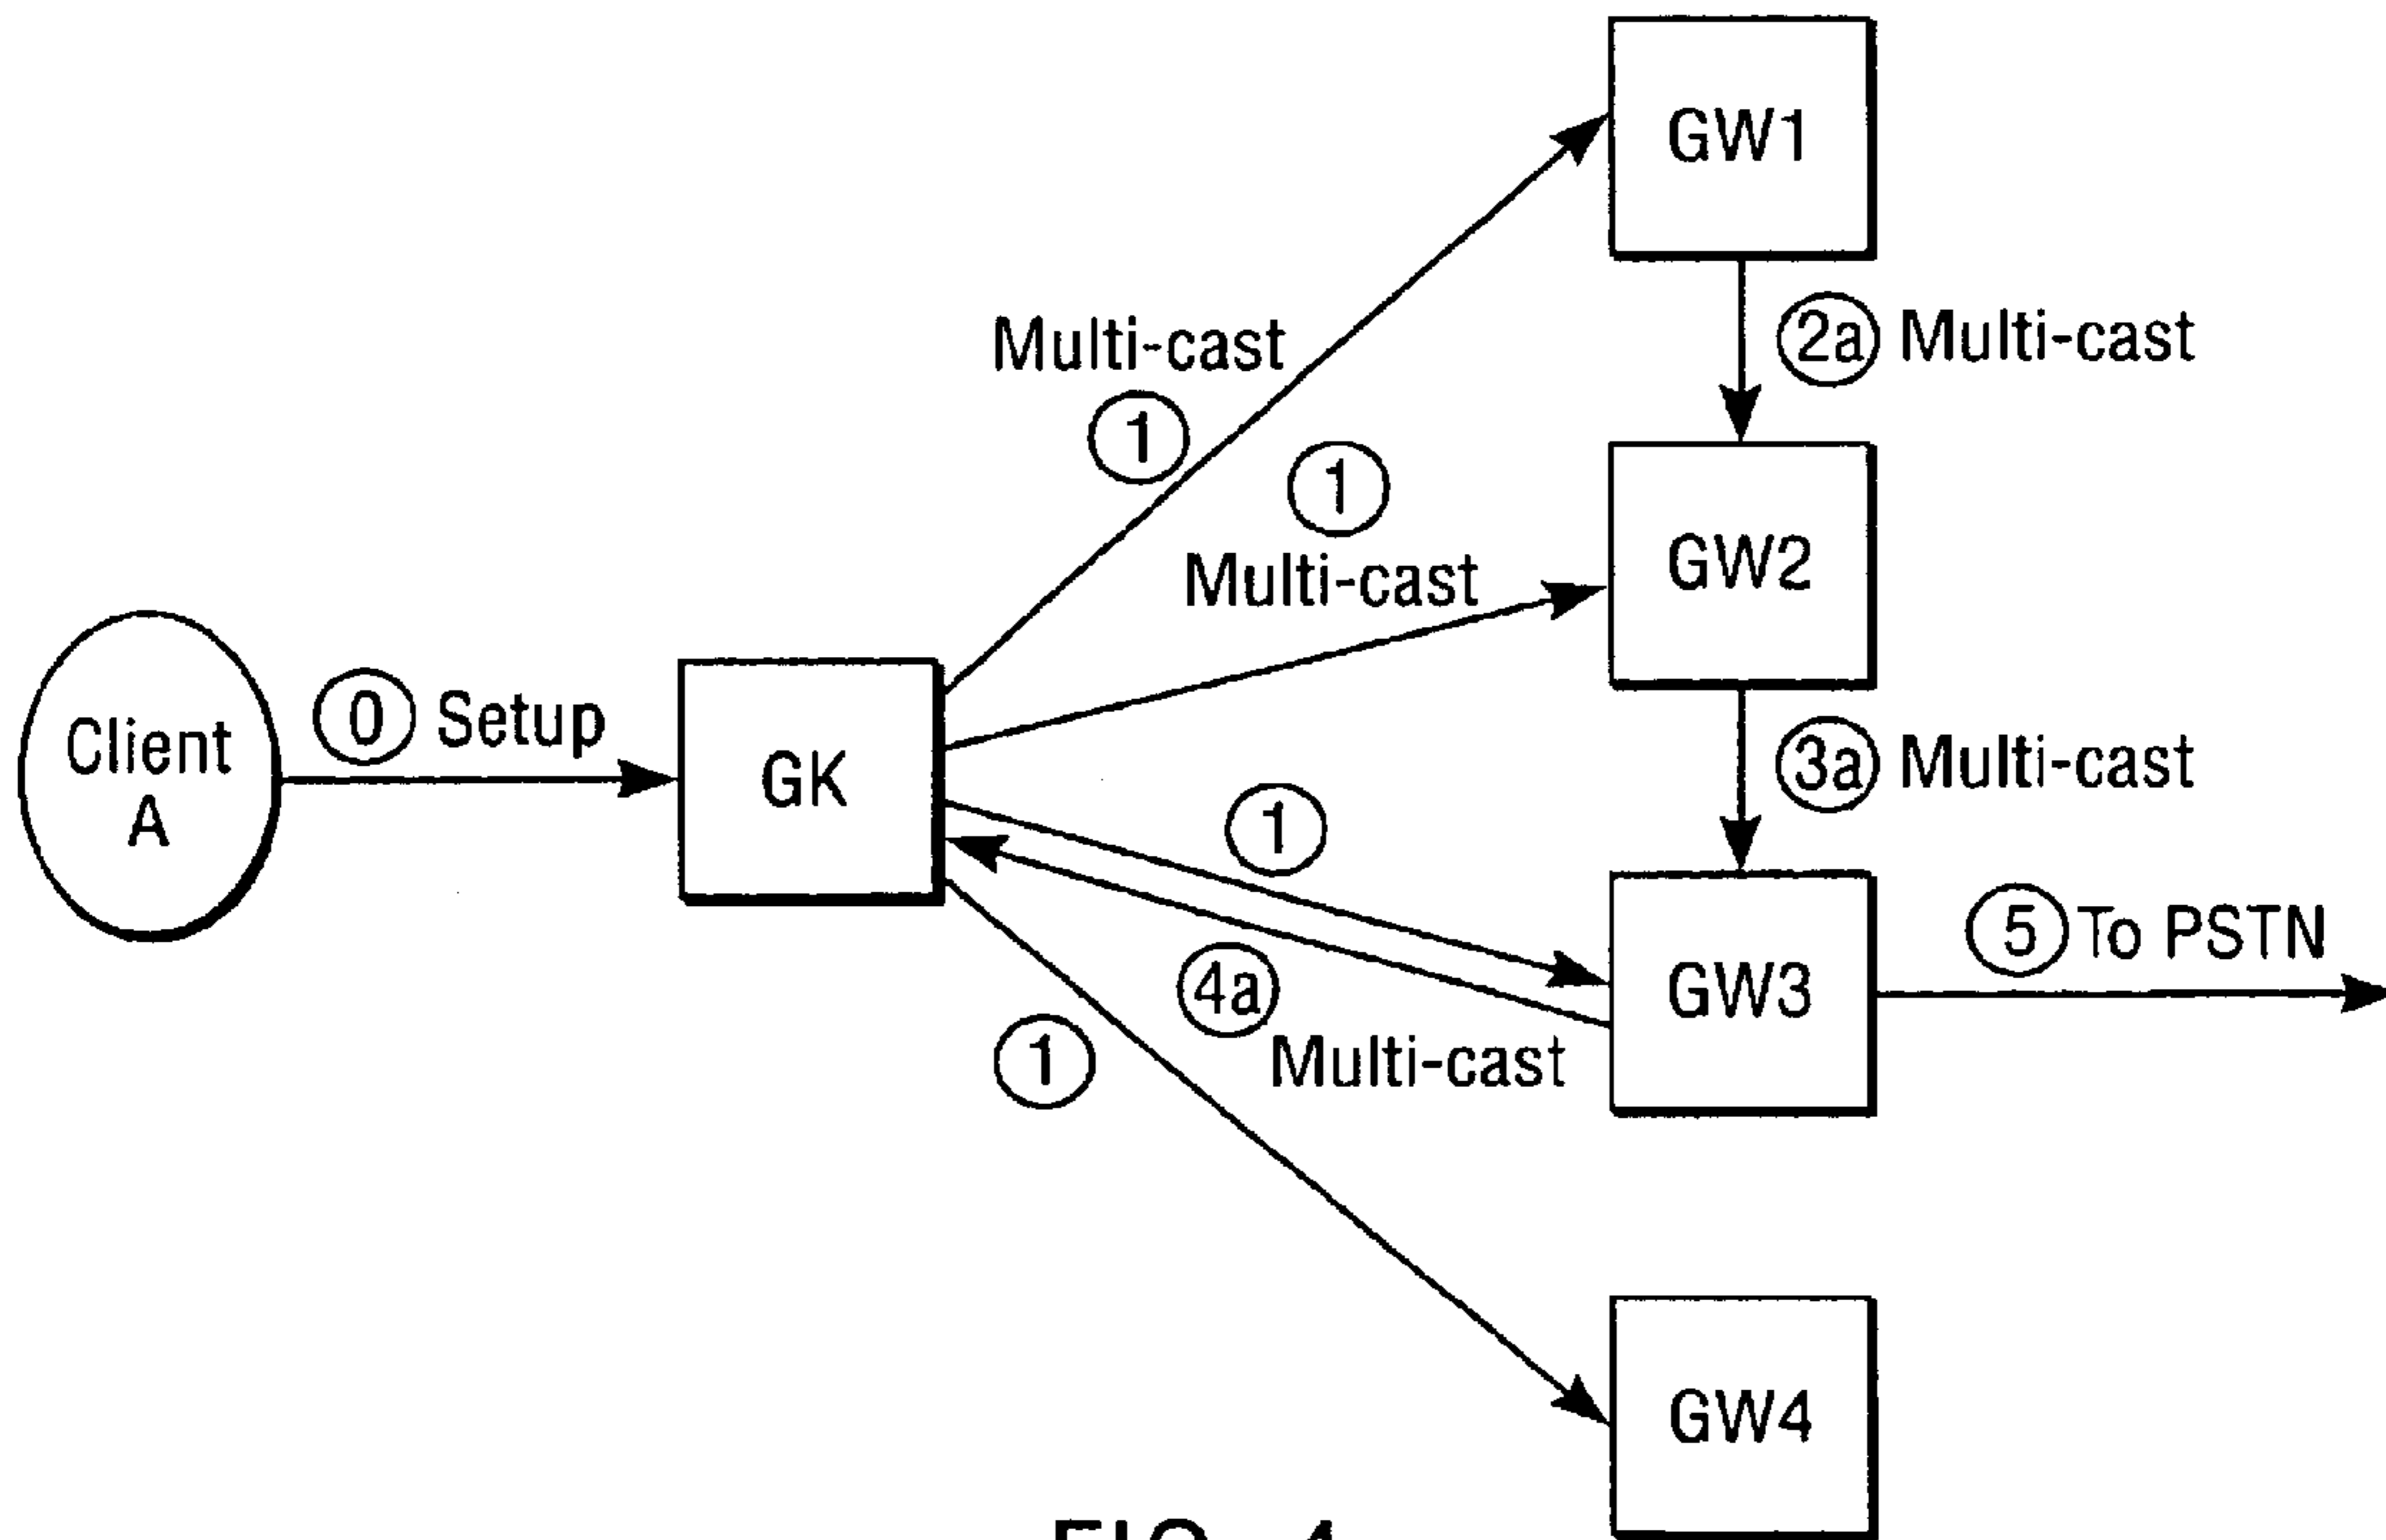 GW1
Multi-cast
1
2a Multi-cast
1
Multi-cast
GW2
0 Setup
Client
A
GK
3a Multi-cast
1
4a
Multi-cast
1
GW3
5 To PSTN
GW4